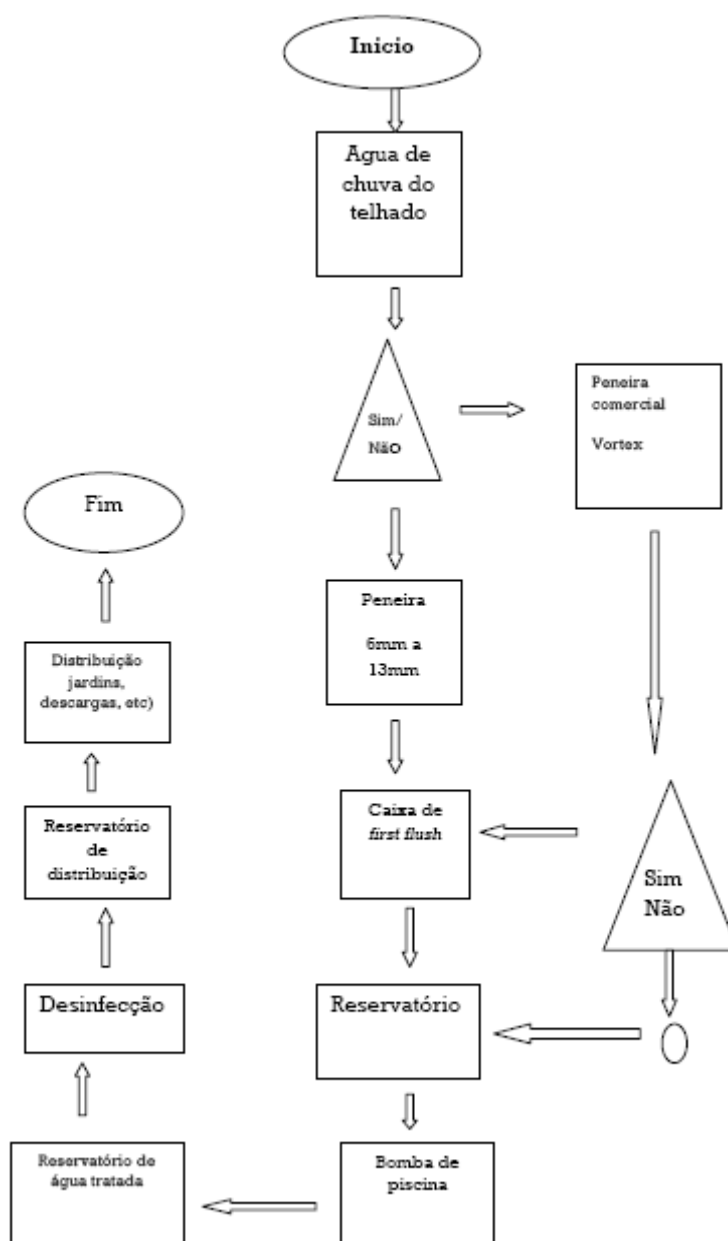 Inicio
Agua de
chuva do
telhado
Sim/
Não
Peneira
comercial
Vortex
Peneira
6mm a
13mm
Caixa de
first flush
Sim
Não
Reservatório
Bomba de
piscina
Reservatório de
água tratada
Desinfecção
Reservatório
de
distribuição
Distribuição
jardins,
descargas, etc)
Fim